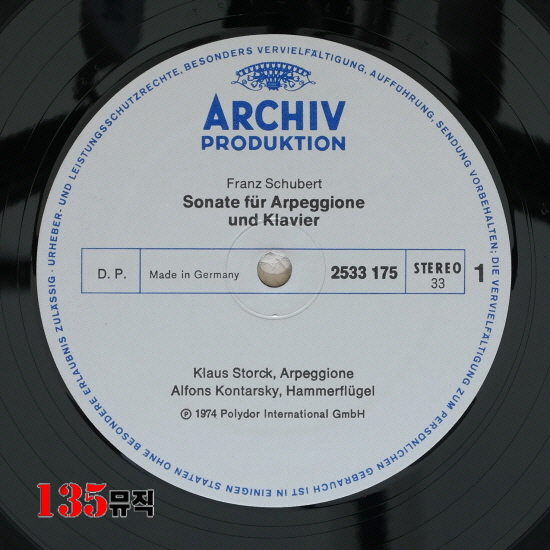 URHEBER- UND LEISTUNGSSCHUTZRECHTE, BESONDERS VERVIELFÄLTIGUNG, AUFFÜHRUNG, SENDUNG VORBEHALTEN · DIE VERVIELFÄLTIGUNG ZUM PERSÖNLICHEN GEBRAUCH IST IN EINIGEN STAATEN OHNE BESONDERE ERLAUBNIS ZULÄSSIG ·
ARCHIV
PRODUKTION
Franz Schubert
Sonate für Arpeggione
und Klavier
D. P. Made in Germany 2533 175 STEREO 33 1
Klaus Storck, Arpeggione
Alfons Kontarsky, Hammerflügel
℗ 1974 Polydor International GmbH
135뮤직